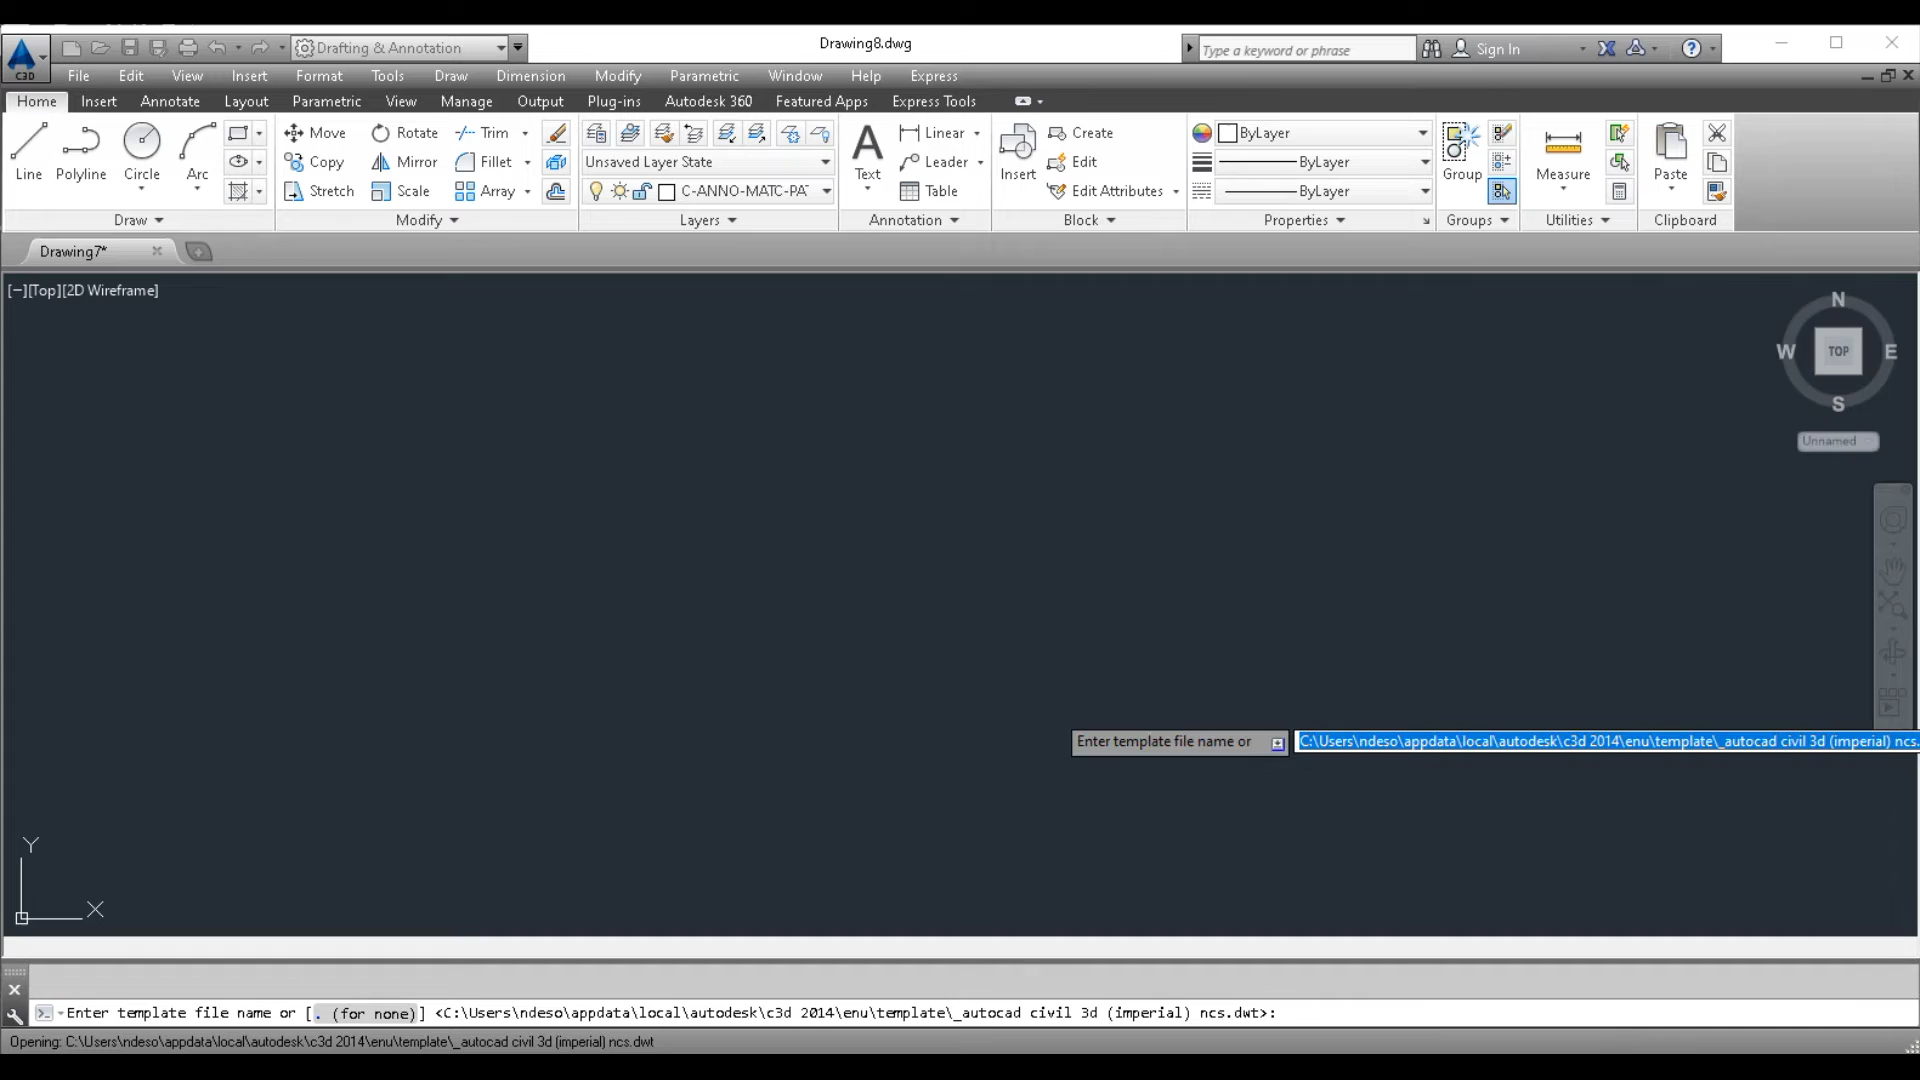 Drafting & Annotation
Drawing8.dwg
Type a keyword or phrase
Sign In
C3D
File Edit View Insert Format Tools Draw Dimension Modify Parametric Window Help Express
Home Insert Annotate Layout Parametric View Manage Output Plug-ins Autodesk 360 Featured Apps Express Tools
Move Rotate Trim Linear Create ByLayer
Copy Mirror Fillet Unsaved Layer State Leader Edit ByLayer
Line Polyline Circle Arc Text Insert Group Measure Paste
Stretch Scale Array C-ANNO-MATC-PAT Table Edit Attributes ByLayer
Draw Modify Layers Annotation Block Properties Groups Utilities Clipboard
Drawing7*
[−][Top][2D Wireframe]
N
W TOP E
S
Unnamed
Enter template file name or C:\Users\ndeso\appdata\local\autodesk\c3d 2014\enu\template\_autocad civil 3d (imperial) ncs.
Y
X
Enter template file name or [. (for none)] <C:\Users\ndeso\appdata\local\autodesk\c3d 2014\enu\template\_autocad civil 3d (imperial) ncs.dwt>:
Opening: C:\Users\ndeso\appdata\local\autodesk\c3d 2014\enu\template\_autocad civil 3d (imperial) ncs.dwt